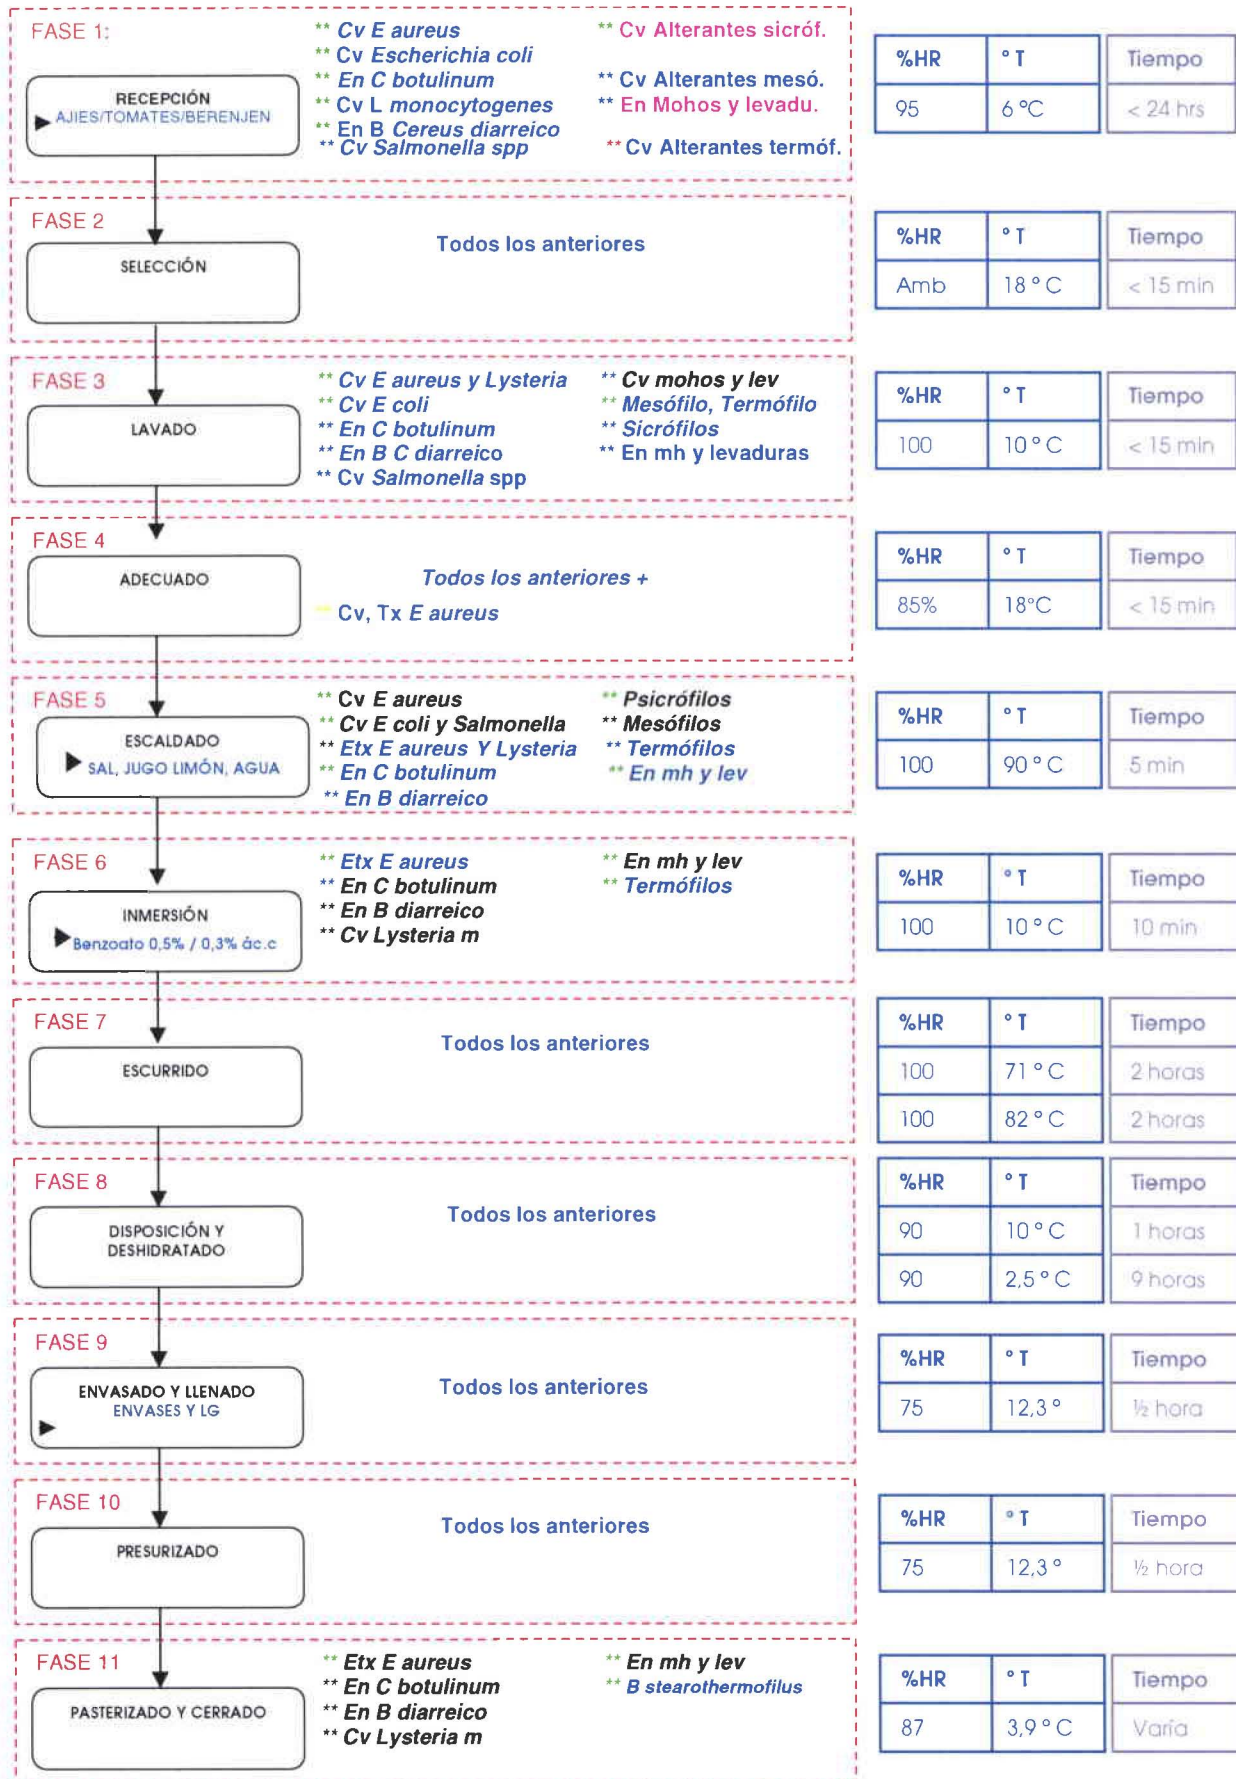 FASE 1:
RECEPCIÓN
AJIES/TOMATES/BERENJEN
** Cv E aureus
** Cv Escherichia coli
** En C botulinum
** Cv L monocytogenes
** En B Cereus diarreico
** Cv Salmonella spp
** Cv Alterantes sicróf.
** Cv Alterantes mesó.
** En Mohos y levadu.
** Cv Alterantes termóf.
%HR ° T Tiempo
95 6 °C < 24 hrs
FASE 2
SELECCIÓN
Todos los anteriores
%HR ° T Tiempo
Amb 18 ° C < 15 min
FASE 3
LAVADO
** Cv E aureus y Lysteria
** Cv E coli
** En C botulinum
** En B C diarreico
** Cv Salmonella spp
** Cv mohos y lev
** Mesófilo, Termófilo
** Sicrófilos
** En mh y levaduras
%HR ° T Tiempo
100 10 ° C < 15 min
FASE 4
ADECUADO
Todos los anteriores +
** Cv, Tx E aureus
%HR ° T Tiempo
85% 18°C < 15 min
FASE 5
ESCALDADO
SAL, JUGO LIMÓN, AGUA
** Cv E aureus
** Cv E coli y Salmonella
** Etx E aureus Y Lysteria
** En C botulinum
** En B diarreico
** Psicrófilos
** Mesófilos
** Termófilos
** En mh y lev
%HR ° T Tiempo
100 90 ° C 5 min
FASE 6
INMERSIÓN
Benzoato 0,5% / 0,3% ác.c
** Etx E aureus
** En C botulinum
** En B diarreico
** Cv Lysteria m
** En mh y lev
** Termófilos
%HR ° T Tiempo
100 10 ° C 10 min
FASE 7
ESCURRIDO
Todos los anteriores
%HR ° T Tiempo
100 71 ° C 2 horas
100 82 ° C 2 horas
FASE 8
DISPOSICIÓN Y
DESHIDRATADO
Todos los anteriores
%HR ° T Tiempo
90 10 ° C 1 horas
90 2,5 ° C 9 horas
FASE 9
ENVASADO Y LLENADO
ENVASES Y LG
Todos los anteriores
%HR ° T Tiempo
75 12,3 ° ½ hora
FASE 10
PRESURIZADO
Todos los anteriores
%HR ° T Tiempo
75 12,3 ° ½ hora
FASE 11
PASTERIZADO Y CERRADO
** Etx E aureus
** En C botulinum
** En B diarreico
** Cv Lysteria m
** En mh y lev
** B stearothermofilus
%HR ° T Tiempo
87 3,9 ° C Varía